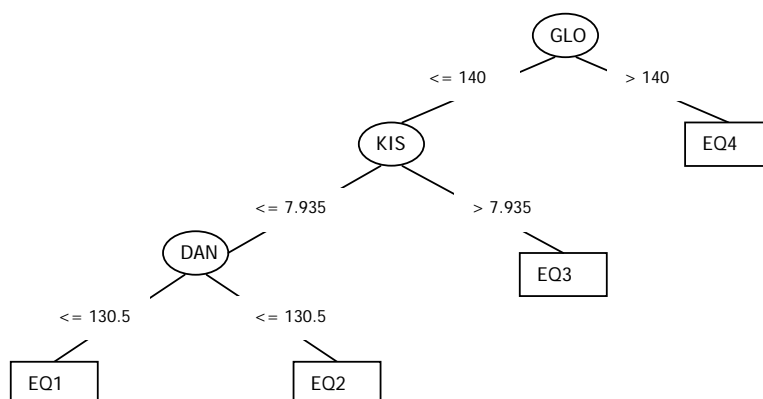 GLO
<= 140
> 140
KIS
EQ4
<= 7.935
> 7.935
DAN
EQ3
<= 130.5
<= 130.5
EQ1
EQ2